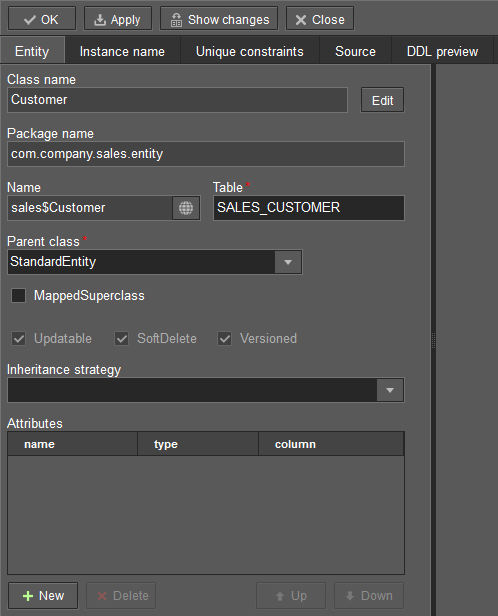 OK Apply Show changes Close
Entity Instance name Unique constraints Source DDL preview
Class name
Customer Edit
Package name
com.company.sales.entity
Name Table*
sales$Customer SALES_CUSTOMER
Parent class*
StandardEntity
MappedSuperclass
Updatable SoftDelete Versioned
Inheritance strategy
Attributes
name type column
New Delete Up Down